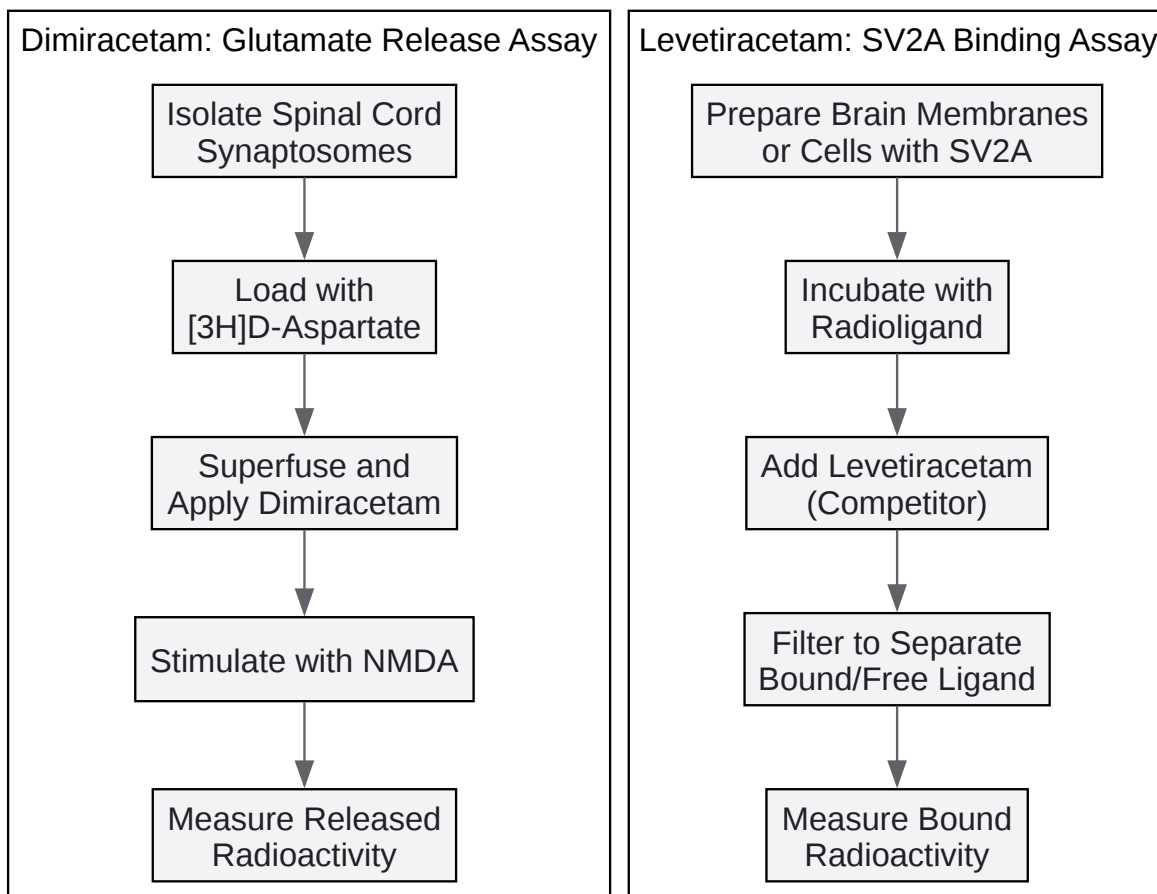 Dimiracetam: Glutamate Release Assay
Isolate Spinal Cord
Synaptosomes
Load with
[3H]D-Aspartate
Superfuse and
Apply Dimiracetam
Stimulate with NMDA
Measure Released
Radioactivity
Levetiracetam: SV2A Binding Assay
Prepare Brain Membranes
or Cells with SV2A
Incubate with
Radioligand
Add Levetiracetam
(Competitor)
Filter to Separate
Bound/Free Ligand
Measure Bound
Radioactivity